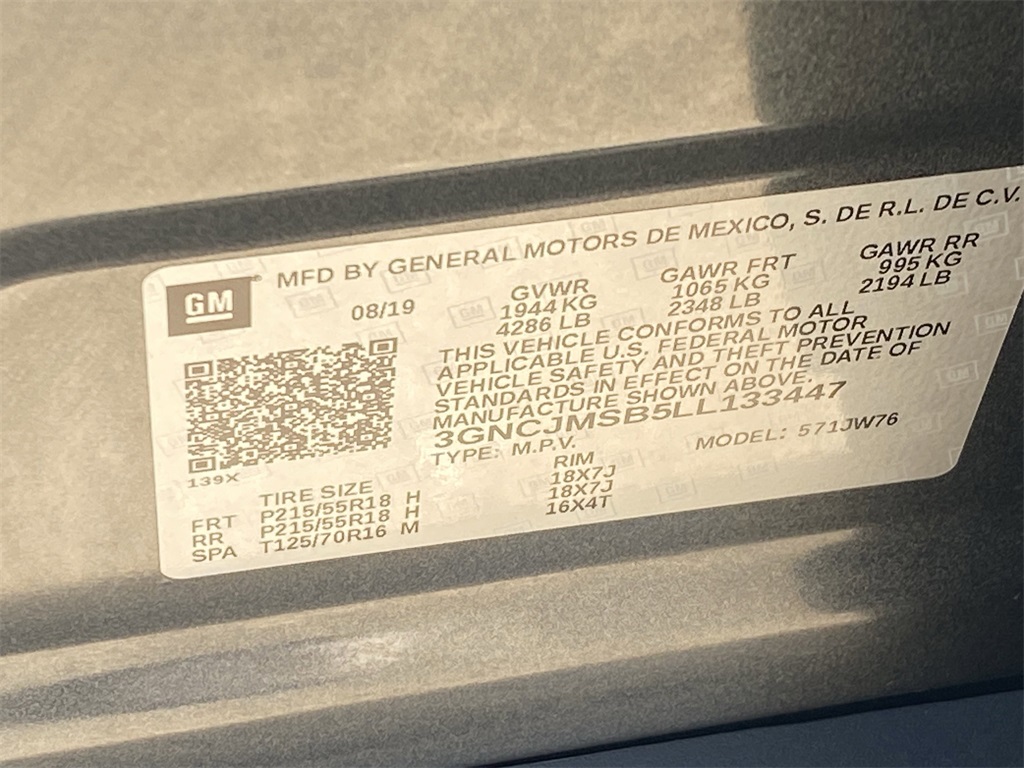 GM
MFD BY GENERAL MOTORS DE MEXICO, S. DE R.L. DE C.V.
08/19
GVWR GAWR FRT GAWR RR
1944 KG 1065 KG 995 KG
4286 LB 2348 LB 2194 LB
THIS VEHICLE CONFORMS TO ALL
APPLICABLE U.S. FEDERAL MOTOR
VEHICLE SAFETY AND THEFT PREVENTION
STANDARDS IN EFFECT ON THE DATE OF
MANUFACTURE SHOWN ABOVE.
3GNCJMSB5LL133447
TYPE: M.P.V. MODEL: 571JW76
139X
TIRE SIZE RIM
FRT P215/55R18 H 18X7J
RR P215/55R18 H 18X7J
SPA T125/70R16 M 16X4T